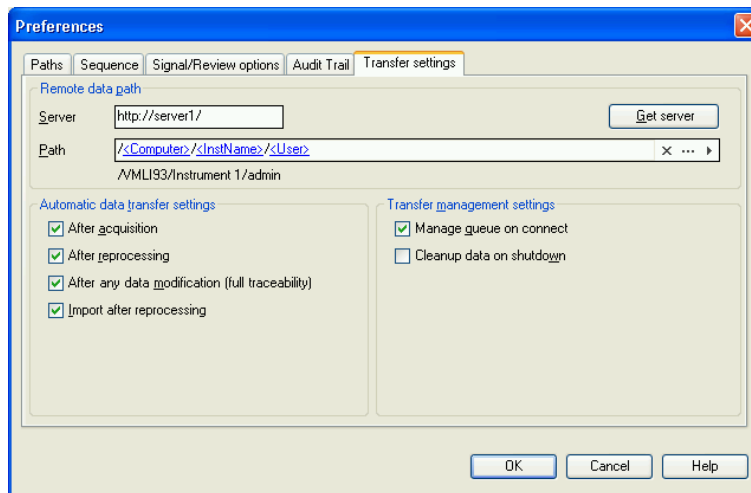 Preferences
Paths Sequence Signal/Review options Audit Trail Transfer settings
Remote data path
Server http://server1/ Get server
Path /<Computer>/<InstName>/<User>
/VMLI93/Instrument 1/admin
Automatic data transfer settings
After acquisition
After reprocessing
After any data modification (full traceability)
Import after reprocessing
Transfer management settings
Manage queue on connect
Cleanup data on shutdown
OK Cancel Help